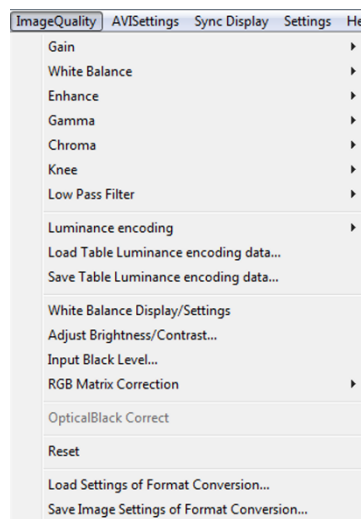 ImageQuality AVISettings Sync Display Settings
Gain
White Balance
Enhance
Gamma
Chroma
Knee
Low Pass Filter
Luminance encoding
Load Table Luminance encoding data...
Save Table Luminance encoding data...
White Balance Display/Settings
Adjust Brightness/Contrast...
Input Black Level...
RGB Matrix Correction
OpticalBlack Correct
Reset
Load Settings of Format Conversion...
Save Image Settings of Format Conversion...